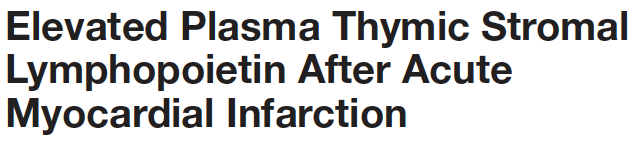 Elevated Plasma Thymic Stromal
Lymphopoietin After Acute
Myocardial Infarction